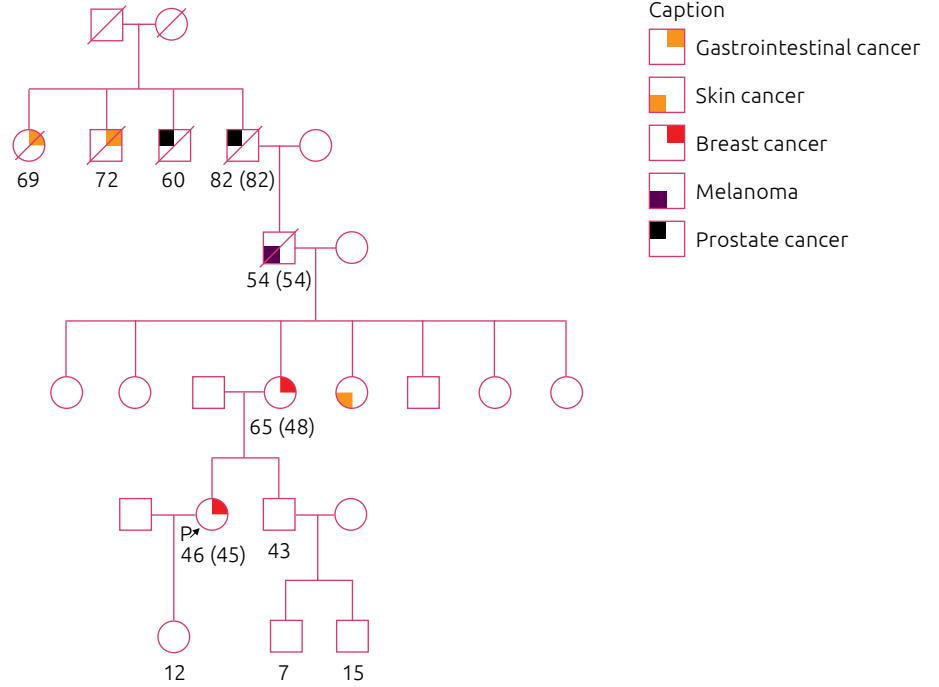 Caption
Gastrointestinal cancer
Skin cancer
Breast cancer
Melanoma
Prostate cancer
69 72 60 82 (82)
54 (54)
65 (48)
P
46 (45) 43
12 7 15